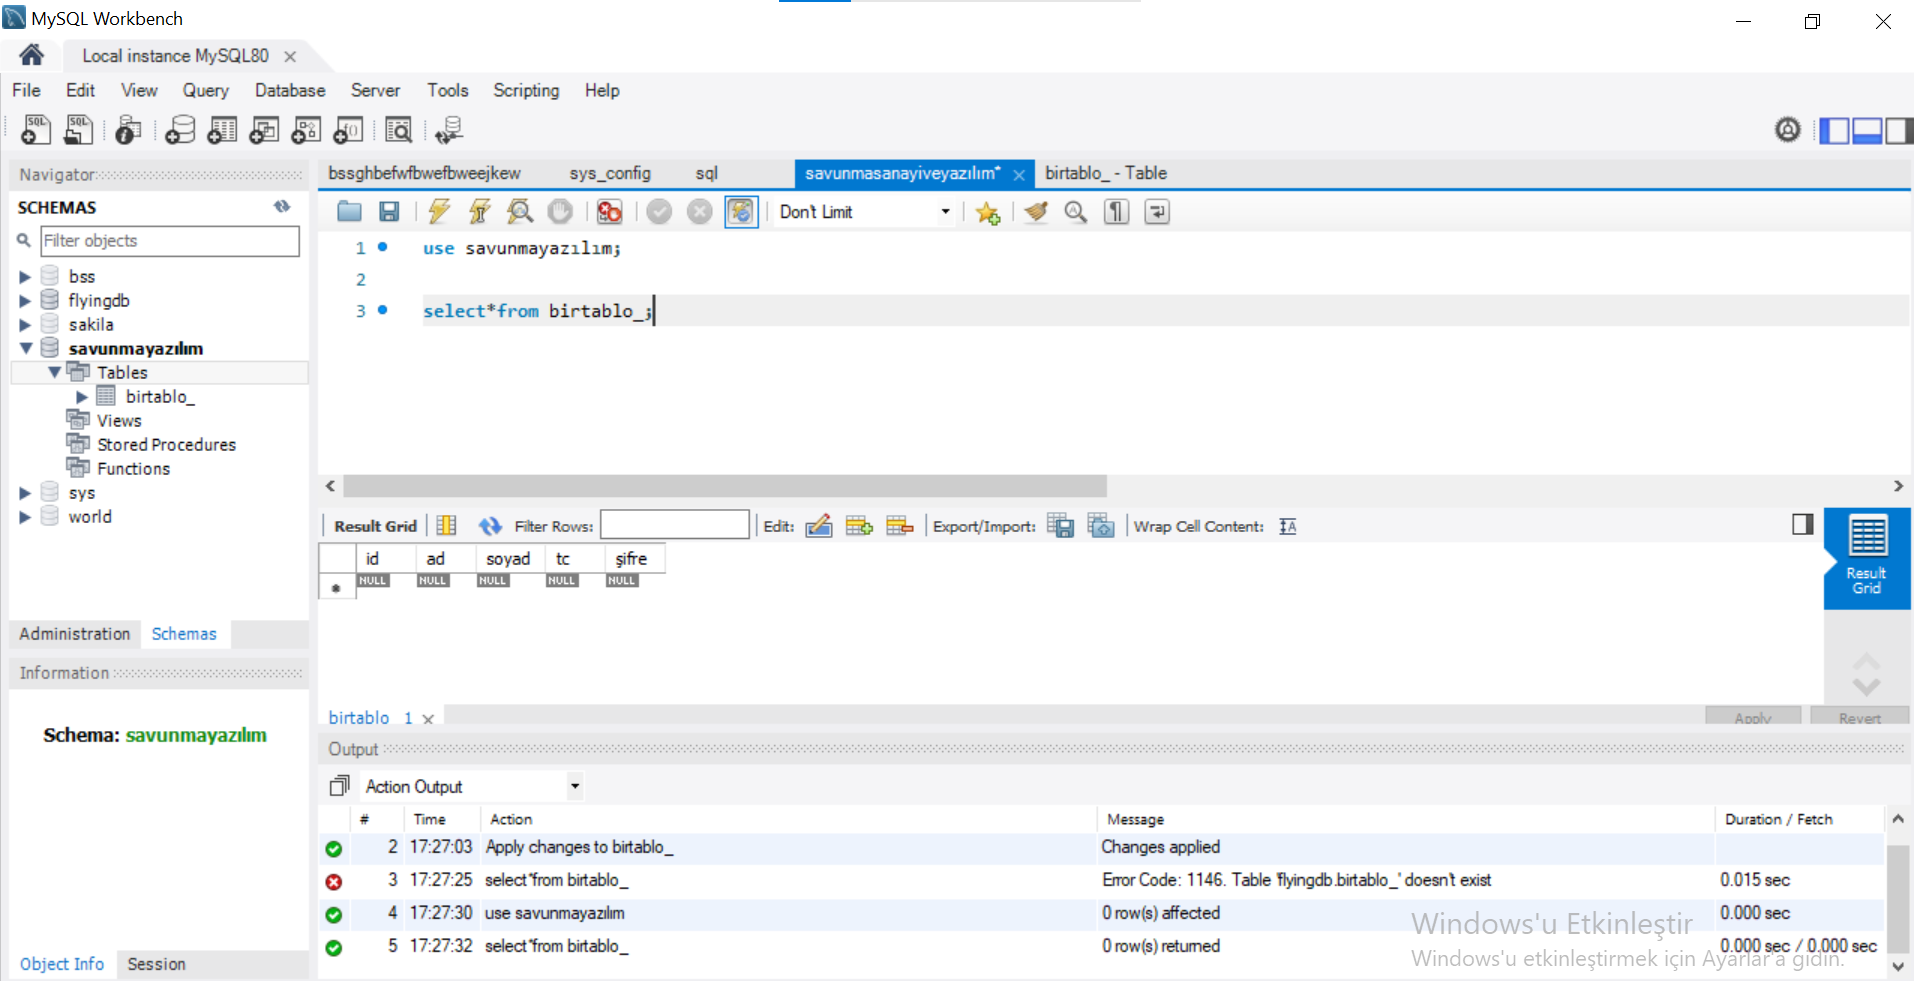 MySQL Workbench
Local instance MySQL80
File Edit View Query Database Server Tools Scripting Help
Navigator
SCHEMAS
Filter objects
bss
flyingdb
sakila
savunmayazılım
Tables
birtablo_
Views
Stored Procedures
Functions
sys
world
Administration Schemas
Information
Schema: savunmayazılım
Object Info Session
bssghbefwfbwefbweejkew sys_config sql savunmasanayiveyazılım* birtablo_ - Table
Don't Limit
1 use savunmayazılım;
2
3 select*from birtablo_;
Result Grid Filter Rows: Edit: Export/Import: Wrap Cell Content:
id ad soyad tc şifre
NULL NULL NULL NULL NULL
Result
Grid
birtablo 1 Apply Revert
Output
Action Output
# Time Action Message Duration / Fetch
2 17:27:03 Apply changes to birtablo_ Changes applied
3 17:27:25 select*from birtablo_ Error Code: 1146. Table 'flyingdb.birtablo_' doesn't exist 0.015 sec
4 17:27:30 use savunmayazılım 0 row(s) affected 0.000 sec
5 17:27:32 select*from birtablo_ 0 row(s) returned 0.000 sec / 0.000 sec
Windows'u Etkinleştir
Windows'u etkinleştirmek için Ayarlar'a gidin.